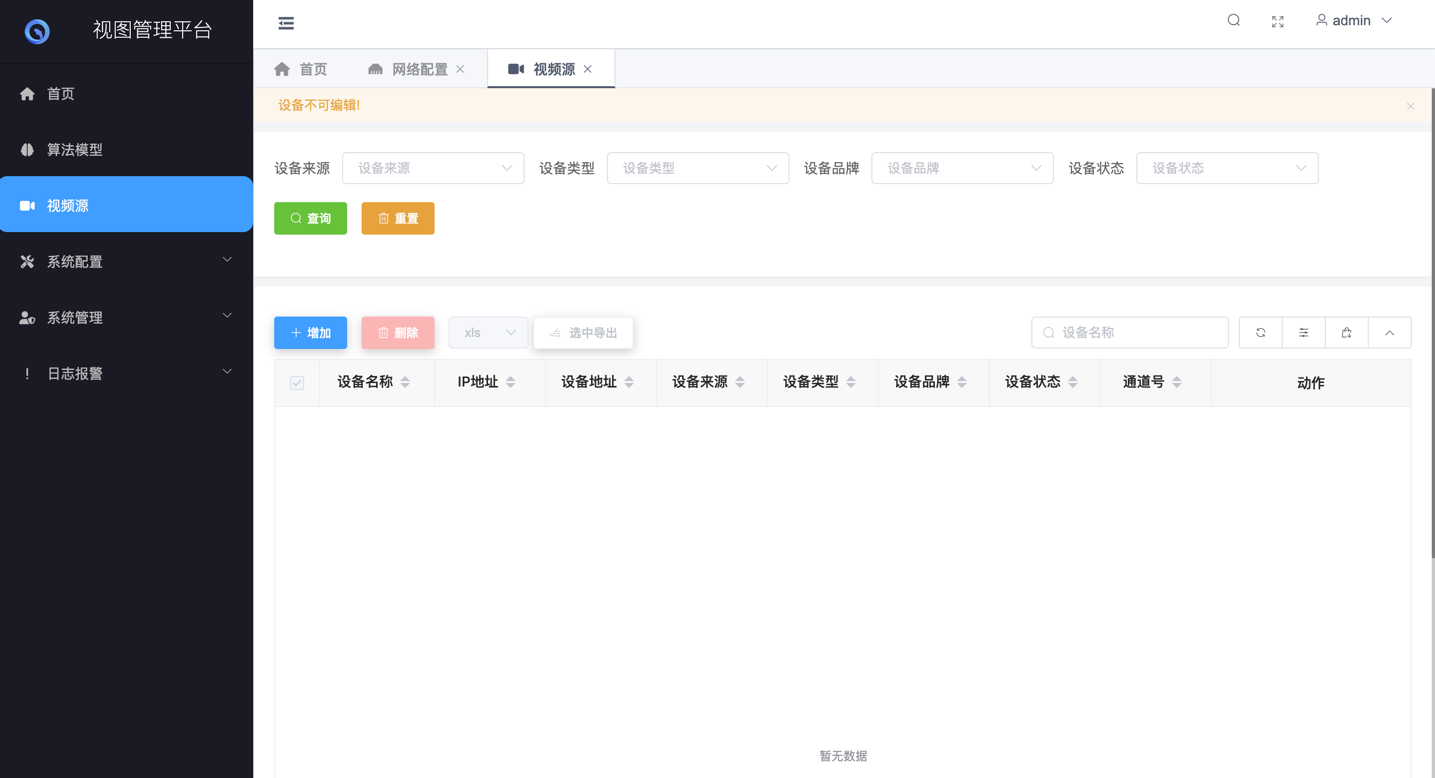 视图管理平台
admin
首页
算法模型
视频源
系统配置
系统管理
日志报警
首页 网络配置 视频源
设备不可编辑!
设备来源 设备来源 设备类型 设备类型 设备品牌 设备品牌 设备状态 设备状态
查询 重置
增加 删除 xls 选中导出 设备名称
设备名称 IP地址 设备地址 设备来源 设备类型 设备品牌 设备状态 通道号 动作
暂无数据